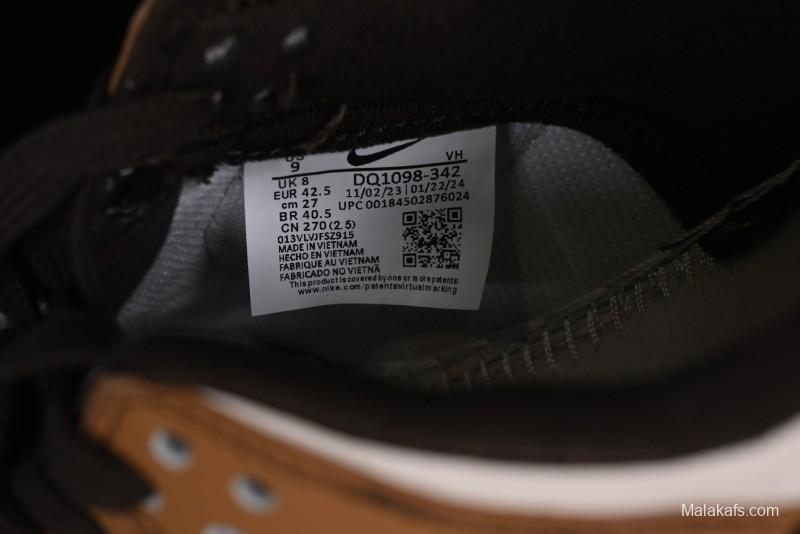 US VH
9
UK 8 DQ1098-342
EUR 42.5 11/02/23 | 01/22/24
cm 27 UPC 00184502876024
BR 40.5
CN 270 (2.5)
013VLVJFSZ915
MADE IN VIETNAM
HECHO EN VIETNAM
FABRIQUE AU VIETNAM
FABRICADO NO VIETNÃ
This product is covered by one or more patents:
www.nike.com/patentsvirtualmarking
Malakafs.com